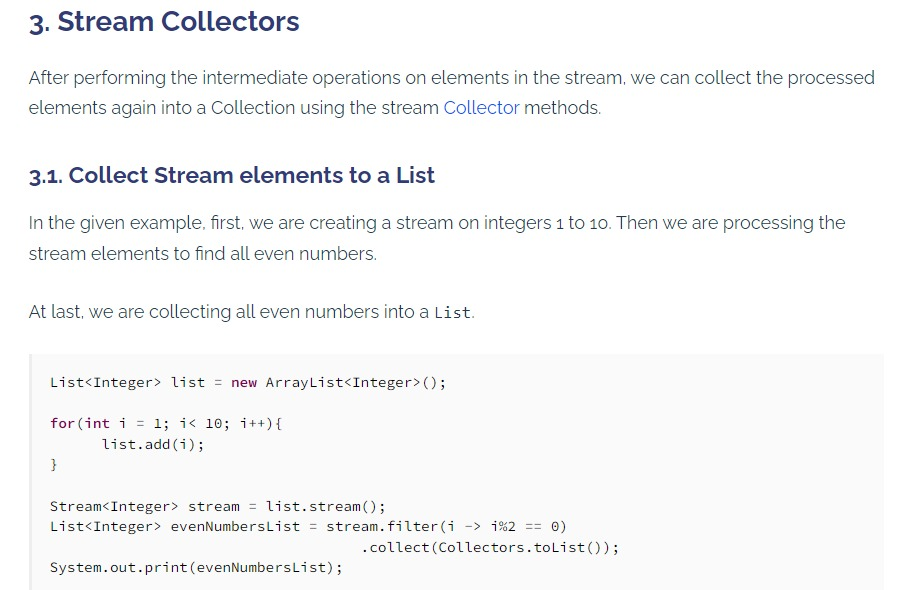 3. Stream Collectors
After performing the intermediate operations on elements in the stream, we can collect the processed
elements again into a Collection using the stream Collector methods.
3.1. Collect Stream elements to a List
In the given example, first, we are creating a stream on integers 1 to 10. Then we are processing the
stream elements to find all even numbers.
At last, we are collecting all even numbers into a List.
List<Integer> list = new ArrayList<Integer>();
for(int i = 1; i< 10; i++){
      list.add(i);
}
Stream<Integer> stream = list.stream();
List<Integer> evenNumbersList = stream.filter(i -> i%2 == 0)
                                    .collect(Collectors.toList());
System.out.print(evenNumbersList);